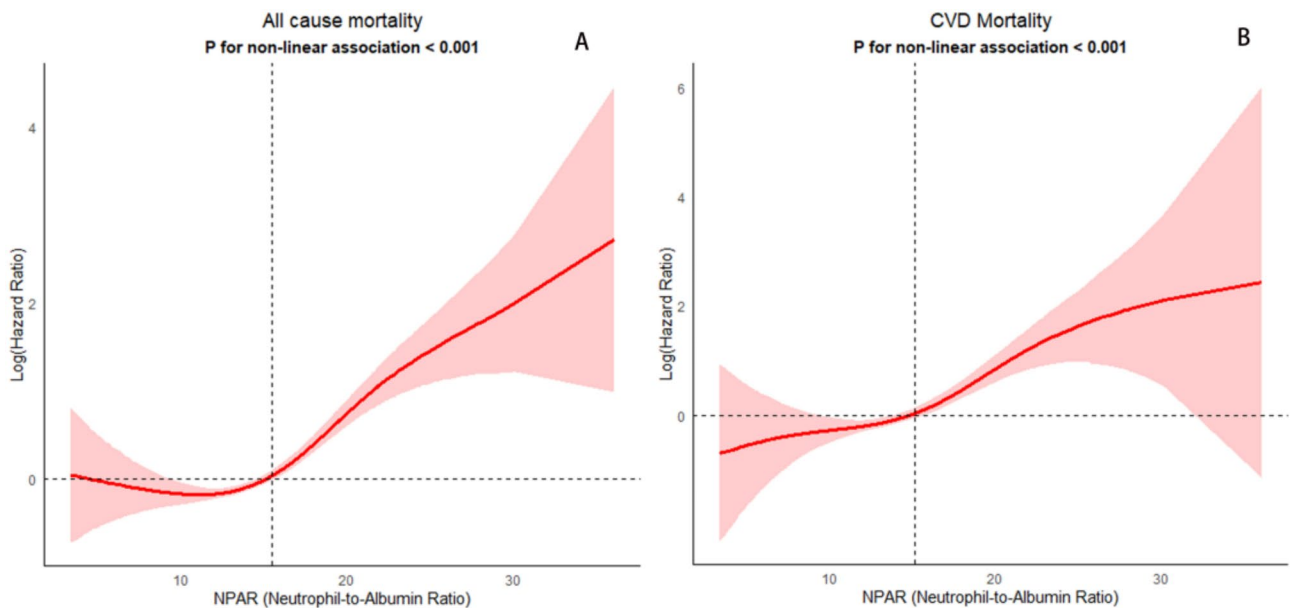 All cause mortality
P for non-linear association < 0.001
A
4
2
0
Log(Hazard Ratio)
10
20
30
NPAR (Neutrophil-to-Albumin Ratio)
CVD Mortality
P for non-linear association < 0.001
B
6
4
2
0
Log(Hazard Ratio)
10
20
30
NPAR (Neutrophil-to-Albumin Ratio)